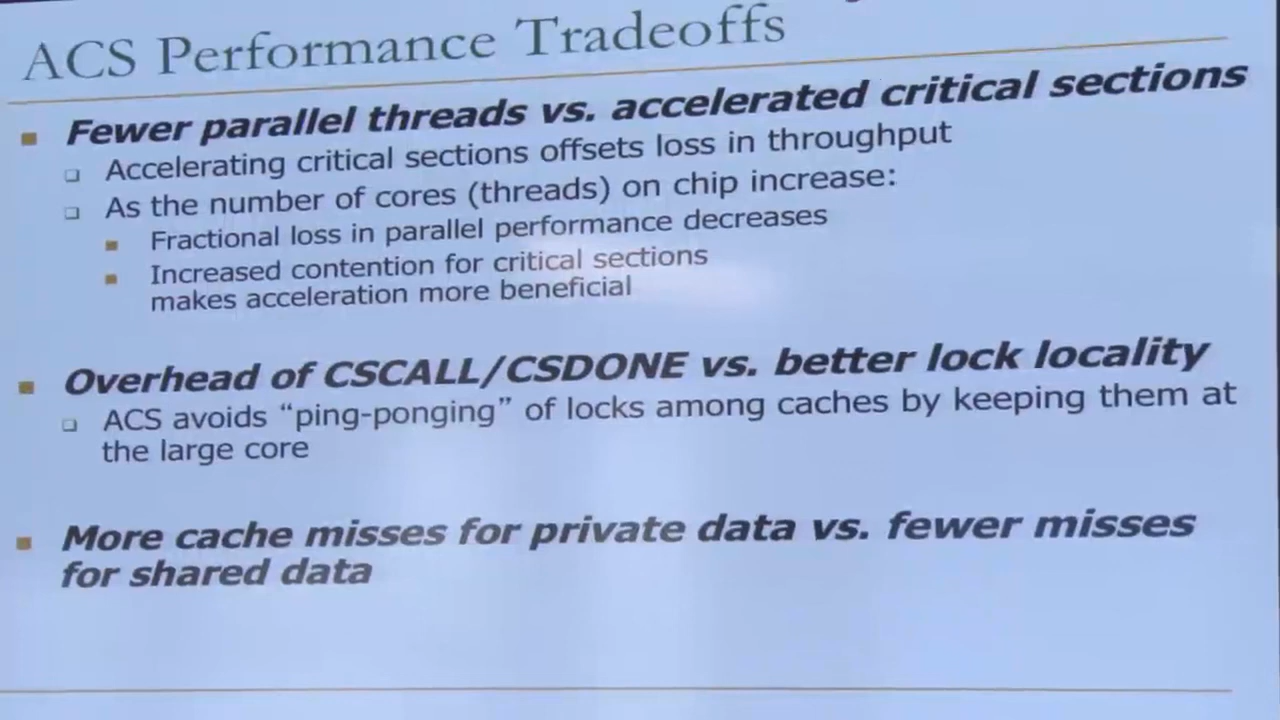 ACS Performance Tradeoffs
Fewer parallel threads vs. accelerated critical sections
Accelerating critical sections offsets loss in throughput
As the number of cores (threads) on chip increase:
Fractional loss in parallel performance decreases
Increased contention for critical sections
makes acceleration more beneficial
Overhead of CSCALL/CSDONE vs. better lock locality
ACS avoids “ping-ponging” of locks among caches by keeping them at
the large core
More cache misses for private data vs. fewer misses
for shared data